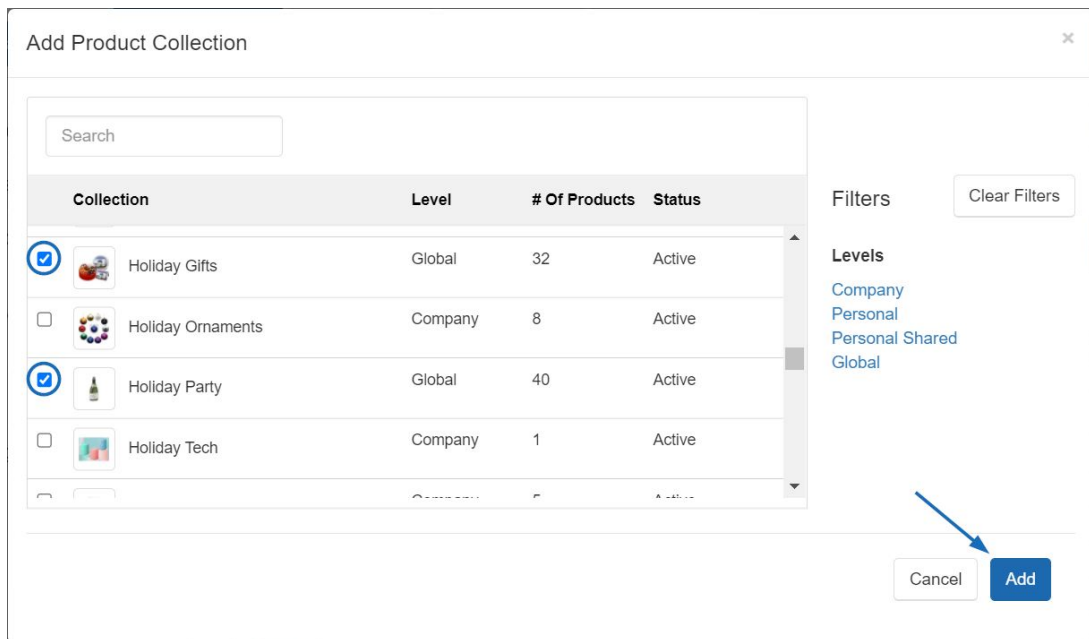 Add Product Collection ×
Search
Collection Level # Of Products Status
Holiday Gifts Global 32 Active
Holiday Ornaments Company 8 Active
Holiday Party Global 40 Active
Holiday Tech Company 1 Active
Filters Clear Filters
Levels
Company
Personal
Personal Shared
Global
Cancel Add